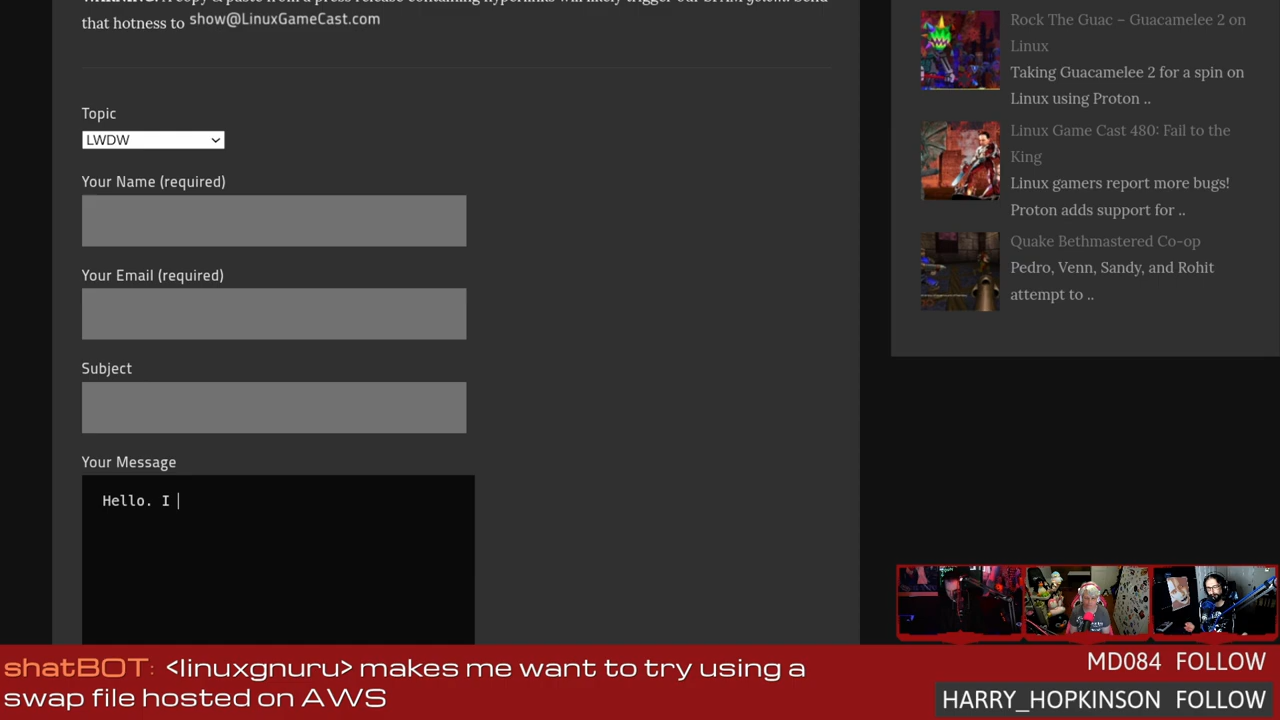 that hotness to show@LinuxGameCast.com
Topic
LWDW
Your Name (required)
Your Email (required)
Subject
Your Message
Hello. I
Rock The Guac – Guacamelee 2 on
Linux
Taking Guacamelee 2 for a spin on
Linux using Proton ..
Linux Game Cast 480: Fail to the
King
Linux gamers report more bugs!
Proton adds support for ..
Quake Bethmastered Co-op
Pedro, Venn, Sandy, and Rohit
attempt to ..
shatBOT: <linuxgnuru> makes me want to try using a
swap file hosted on AWS
MD084 FOLLOW
HARRY_HOPKINSON FOLLOW